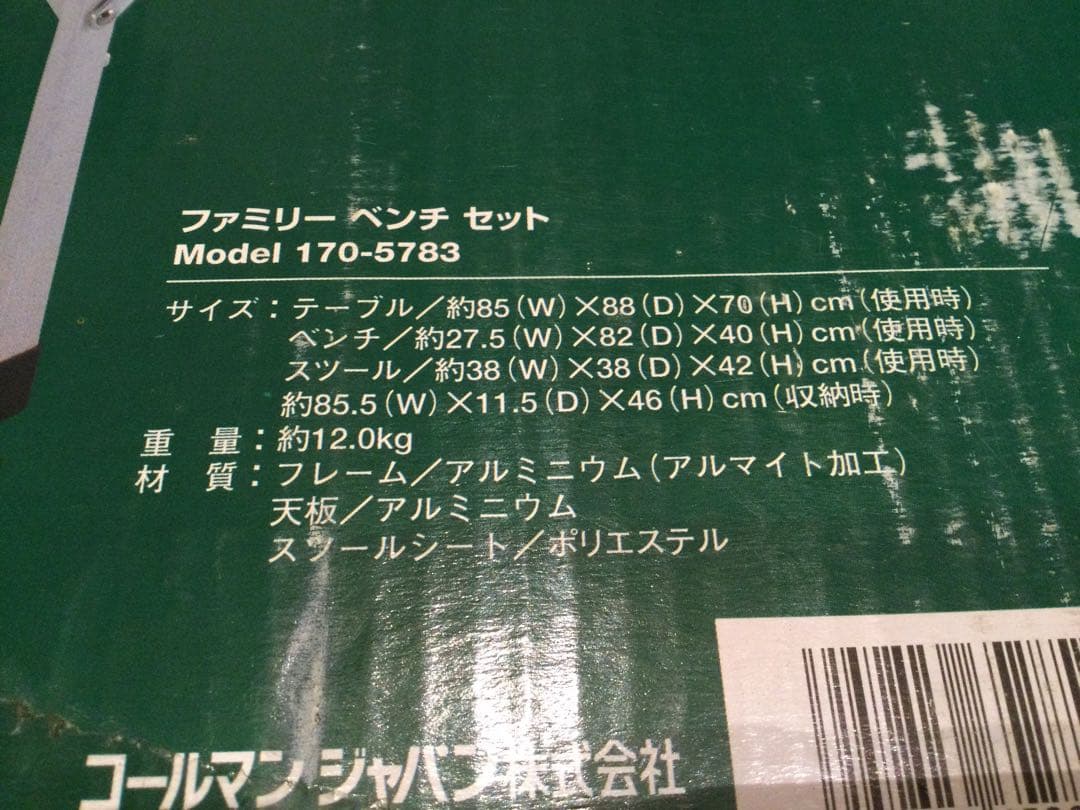 ファミリー ベンチ セット
Model 170-5783
サイズ：テーブル／約85(W)×88(D)×70(H)cm(使用時)
ベンチ／約27.5(W)×82(D)×40(H)cm(使用時)
スツール／約38(W)×38(D)×42(H)cm(使用時)
約85.5(W)×11.5(D)×46(H)cm(収納時)
重 量：約12.0kg
材 質：フレーム／アルミニウム(アルマイト加工)
天板／アルミニウム
スツールシート／ポリエステル
コールマン ジャパン株式会社